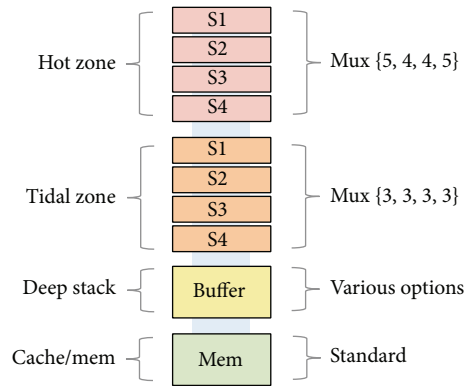 S1
S2
Hot zone
Mux {5, 4, 4, 5}
S3
S4
S1
S2
Tidal zone
Mux {3, 3, 3, 3}
S3
S4
Deep stack
Buffer
Various options
Cache/mem
Mem
Standard